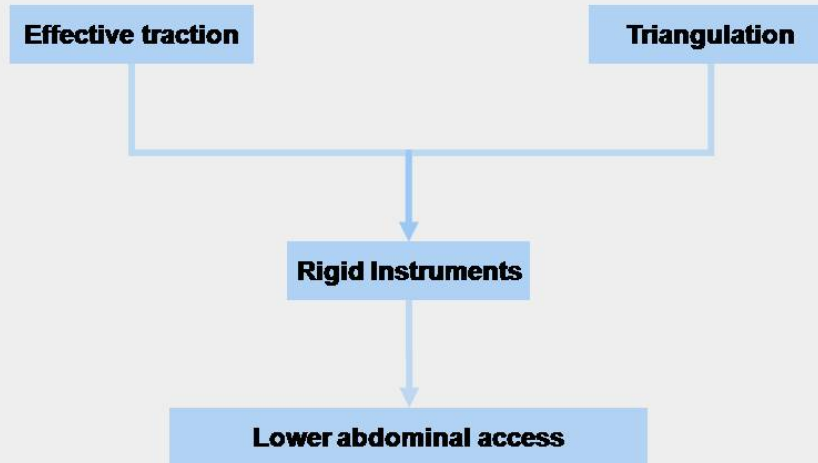 Effective traction
Triangulation
Rigid Instruments
Lower abdominal access